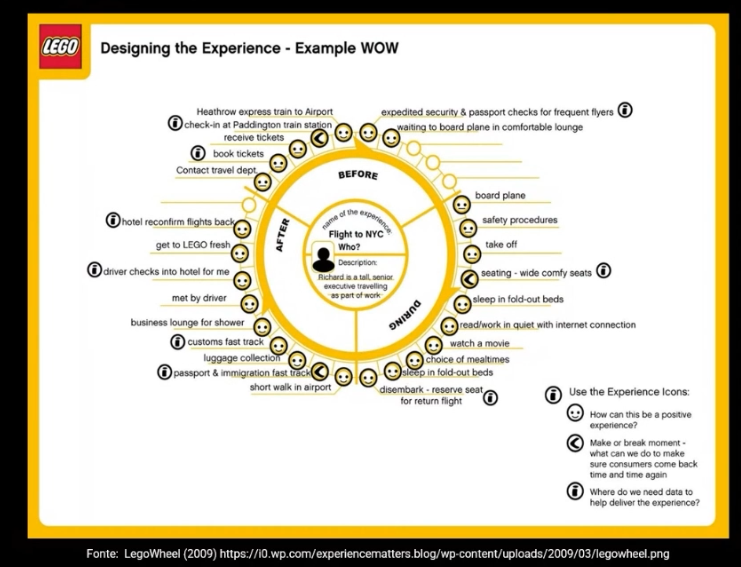 LEGO
Designing the Experience - Example WOW
Heathrow express train to Airport
check-in at Paddington train station
receive tickets
book tickets
Contact travel dept.
expedited security & passport checks for frequent flyers
waiting to board plane in comfortable lounge
BEFORE
board plane
safety procedures
take off
seating - wide comfy seats
sleep in fold-out beds
read/work in quiet with internet connection
watch a movie
choice of mealtimes
sleep in fold-out beds
disembark - reserve seat
for return flight
DURING
hotel reconfirm flights back
get to LEGO fresh
driver checks into hotel for me
met by driver
business lounge for shower
customs fast track
luggage collection
passport & immigration fast track
short walk in airport
AFTER
name of the experience:
Flight to NYC
Who?
Description:
Richard is a tall, senior
executive travelling
as part of work
Use the Experience Icons:
How can this be a positive
experience?
Make or break moment -
what can we do to make
sure consumers come back
time and time again
Where do we need data to
help deliver the experience?
Fonte: LegoWheel (2009) https://i0.wp.com/experiencematters.blog/wp-content/uploads/2009/03/legowheel.png